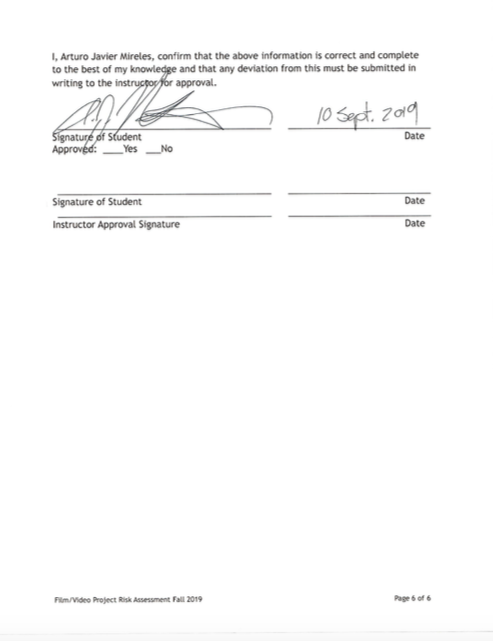 I, Arturo Javier Mireles, confirm that the above information is correct and complete
to the best of my knowledge and that any deviation from this must be submitted in
writing to the instructor for approval.
10 Sept. 2019
Signature of Student Date
Approved: ___Yes ___No
Signature of Student Date
Instructor Approval Signature Date
Film/Video Project Risk Assessment Fall 2019 Page 6 of 6